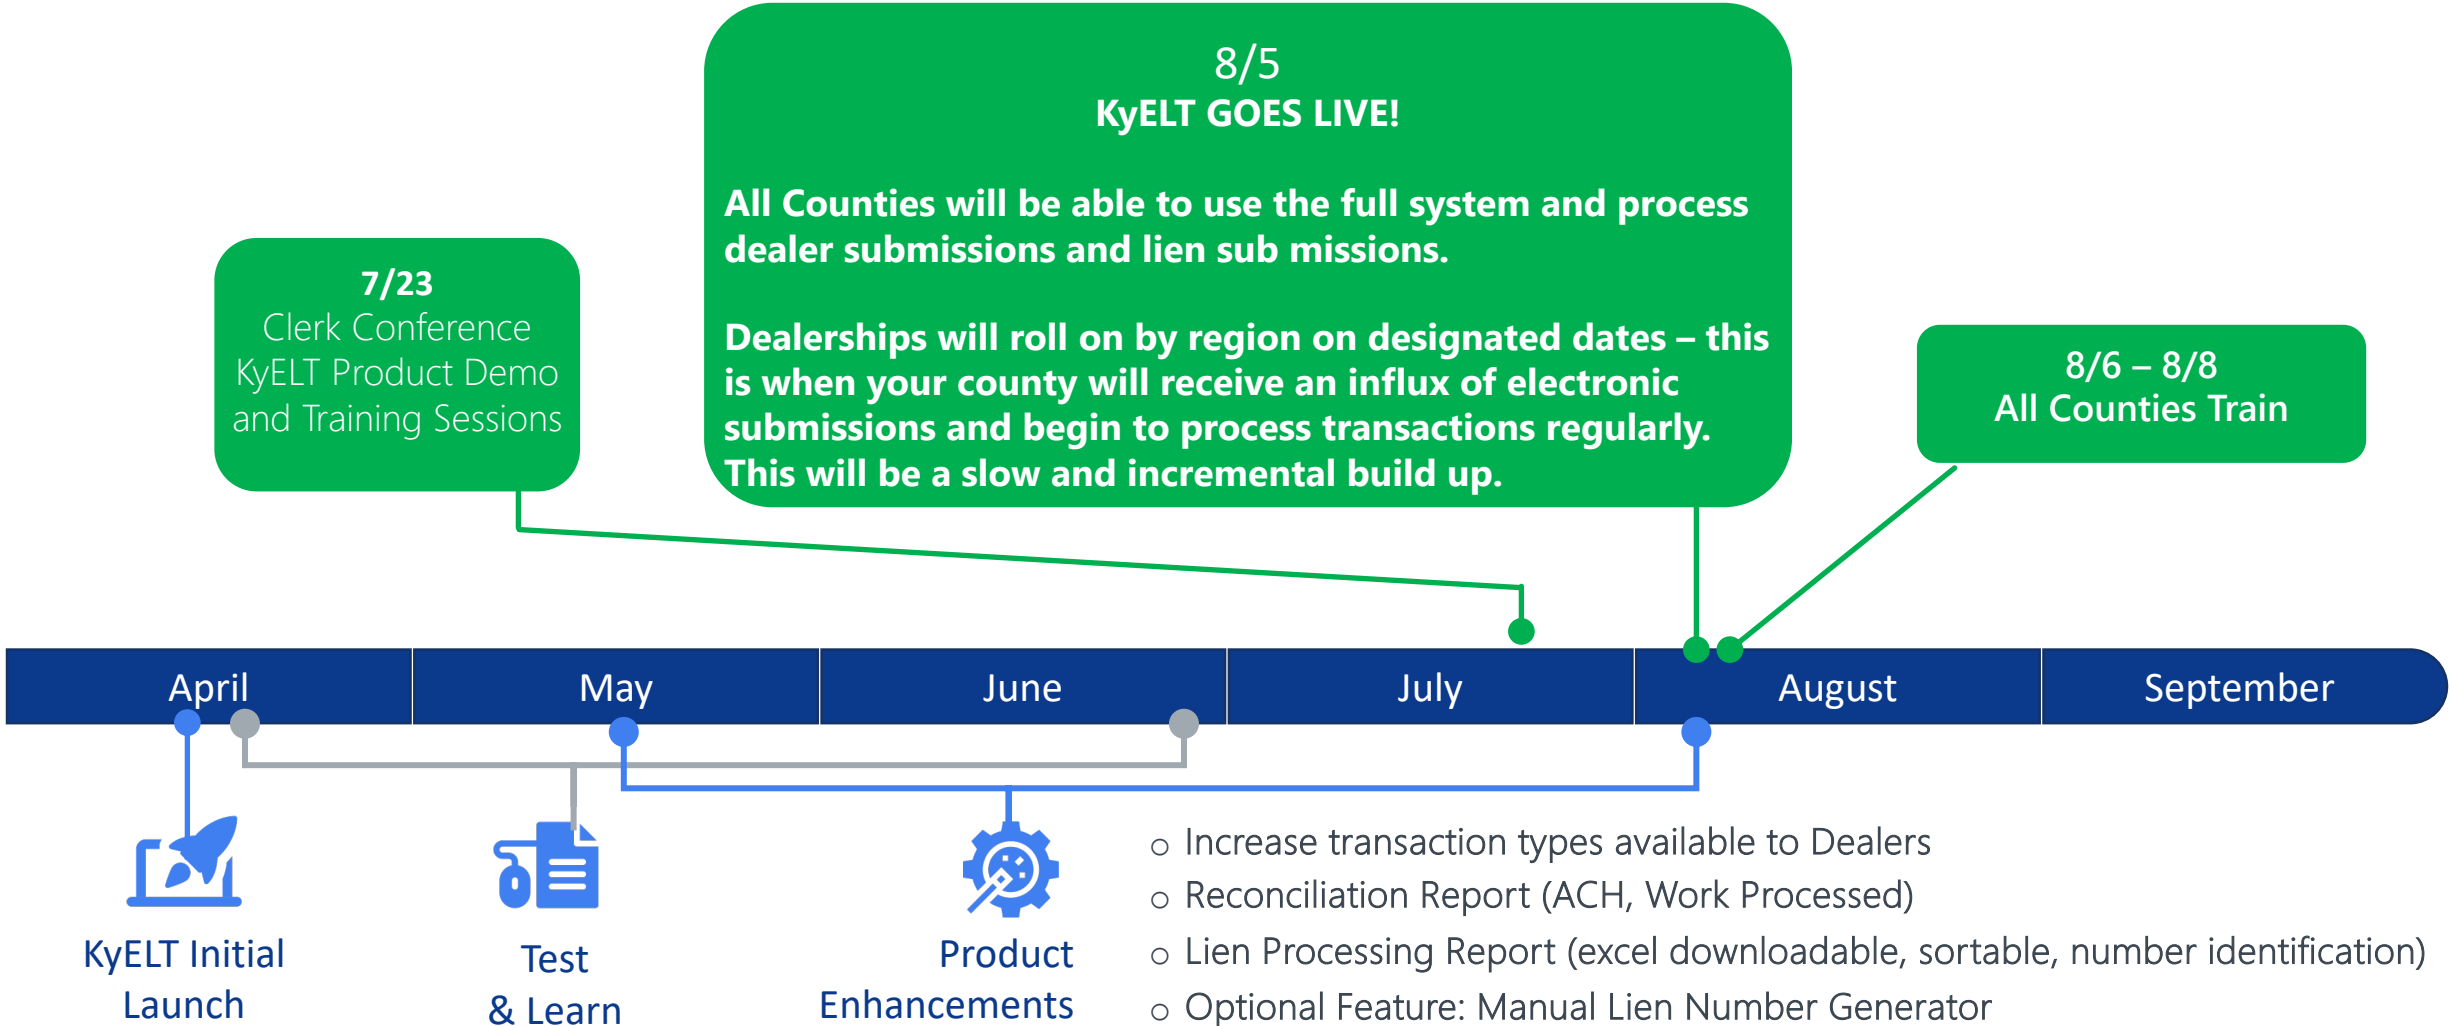 8/5
KyELT GOES LIVE!
All Counties will be able to use the full system and process
dealer submissions and lien sub missions.
Dealerships will roll on by region on designated dates – this
is when your county will receive an influx of electronic
submissions and begin to process transactions regularly.
This will be a slow and incremental build up.
7/23
Clerk Conference
KyELT Product Demo
and Training Sessions
8/6 – 8/8
All Counties Train
April
May
June
July
August
September
KyELT Initial
Launch
Test
& Learn
Product
Enhancements
o Increase transaction types available to Dealers
o Reconciliation Report (ACH, Work Processed)
o Lien Processing Report (excel downloadable, sortable, number identification)
o Optional Feature: Manual Lien Number Generator